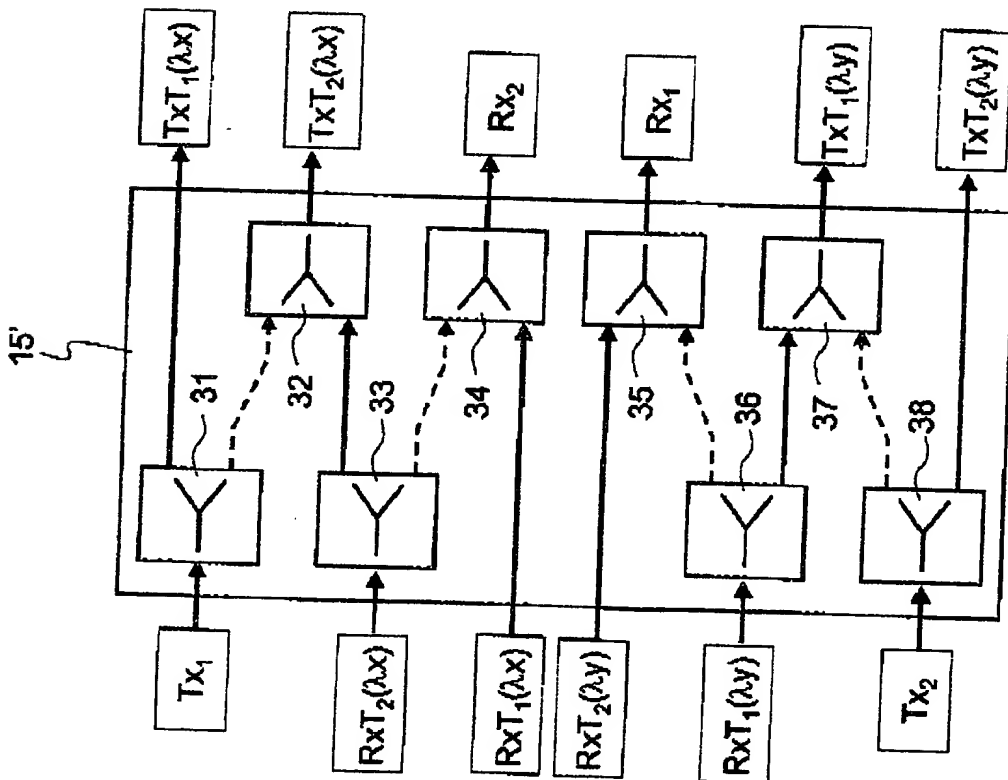 15'
Tx₁
RxT₂(λx)
RxT₁(λx)
RxT₂(λy)
RxT₁(λy)
Tx₂
31
32
33
34
35
36
37
38
TxT₁(λx)
TxT₂(λx)
Rx₂
Rx₁
TxT₁(λy)
TxT₂(λy)